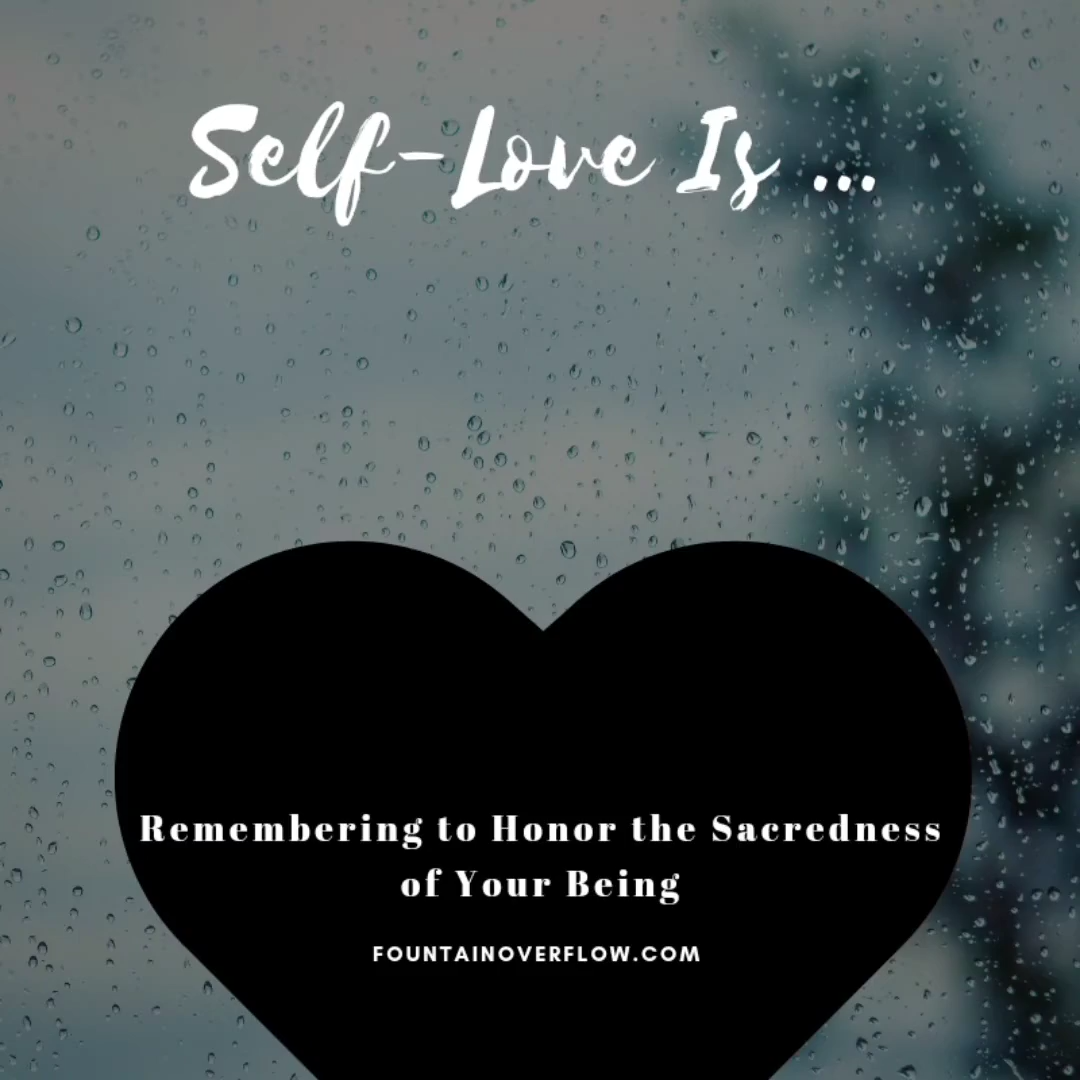 Self-Love Is ...
Remembering to Honor the Sacredness
of Your Being
FOUNTAINOVERFLOW.COM